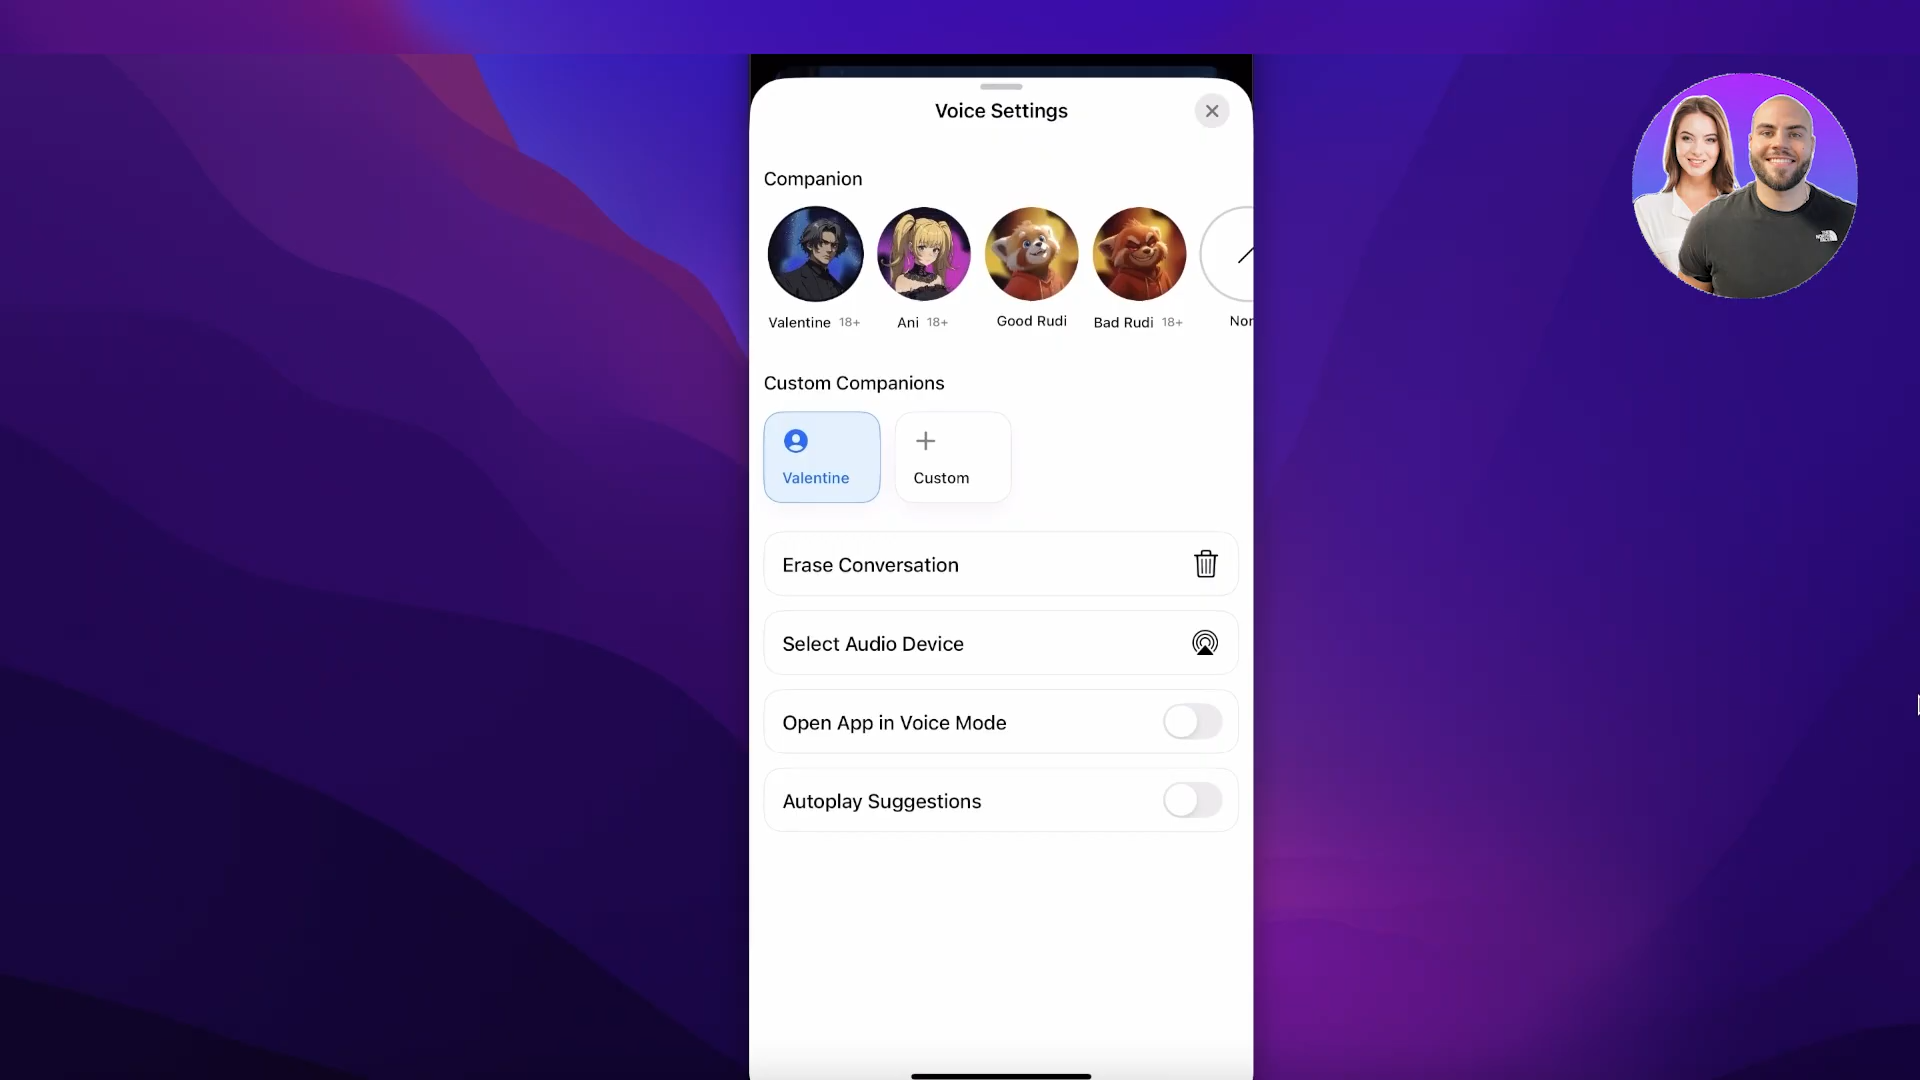 Voice Settings
Companion
Valentine 18+
Ani 18+
Good Rudi
Bad Rudi 18+
Custom Companions
Valentine
Custom
Erase Conversation
Select Audio Device
Open App in Voice Mode
Autoplay Suggestions